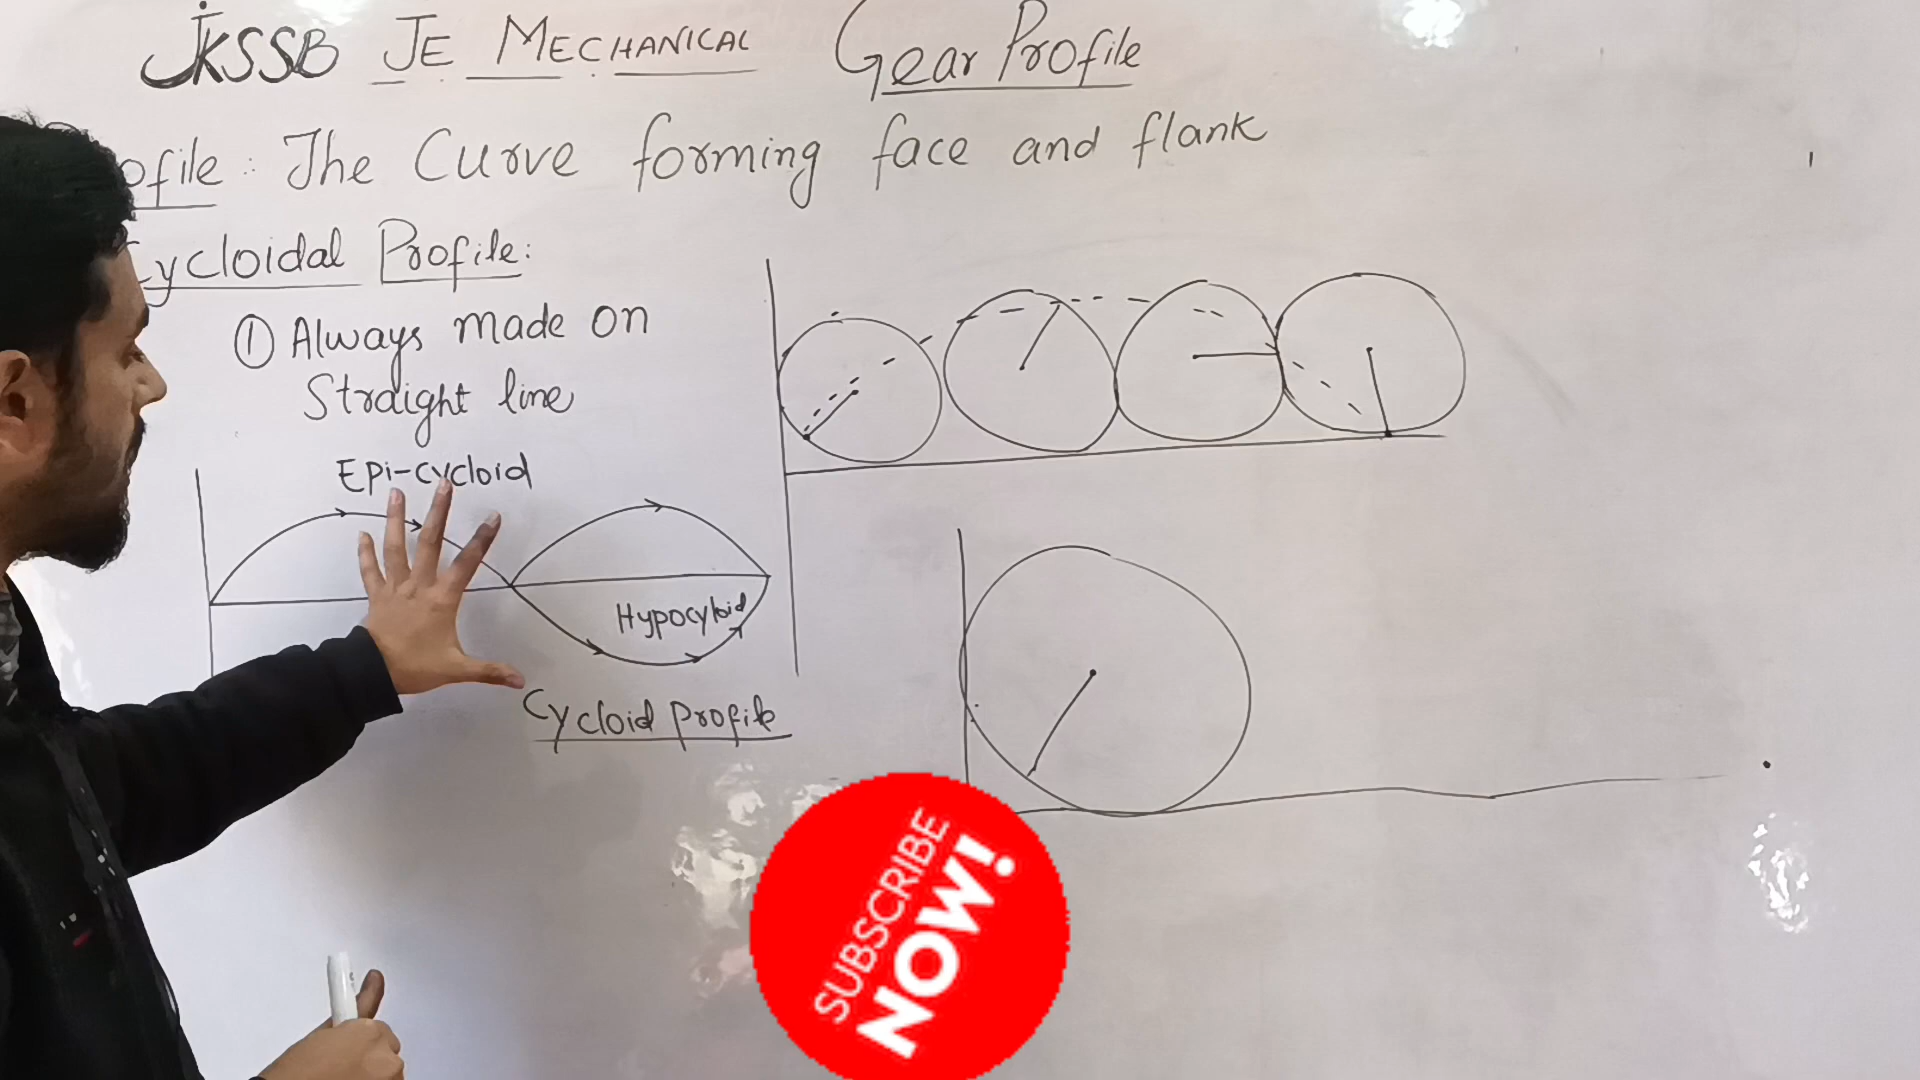 JKSSB JE MECHANICAL Gear Profile
ofile : The Curve forming face and flank
Cycloidal Profile:
① Always made on
Straight line
Epi-cycloid
Hypocyloid
Cycloid profile
SUBSCRIBE
NOW!